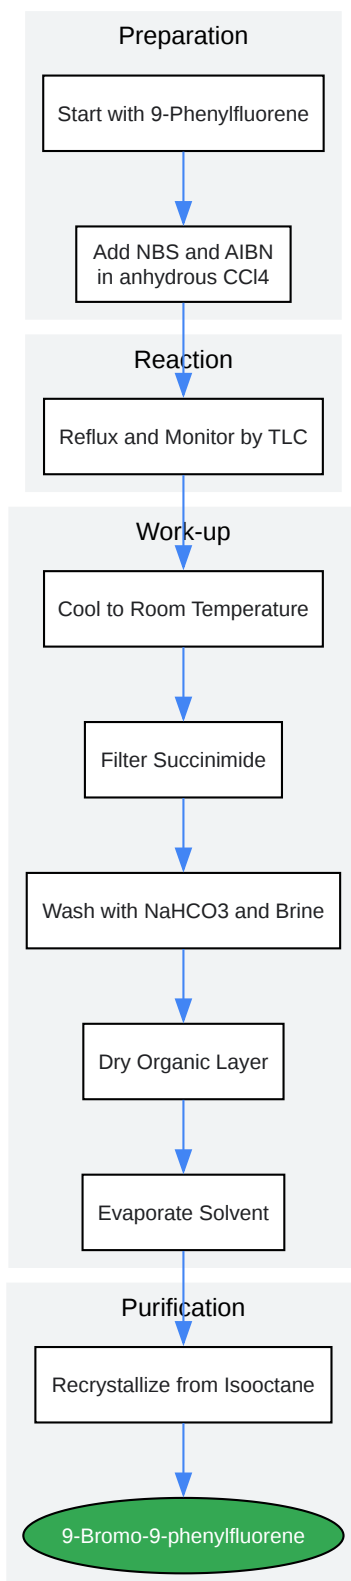 Preparation
Start with 9-Phenylfluorene
Add NBS and AIBN
in anhydrous CCl4
Reaction
Reflux and Monitor by TLC
Work-up
Cool to Room Temperature
Filter Succinimide
Wash with NaHCO3 and Brine
Dry Organic Layer
Evaporate Solvent
Purification
Recrystallize from Isooctane
9-Bromo-9-phenylfluorene